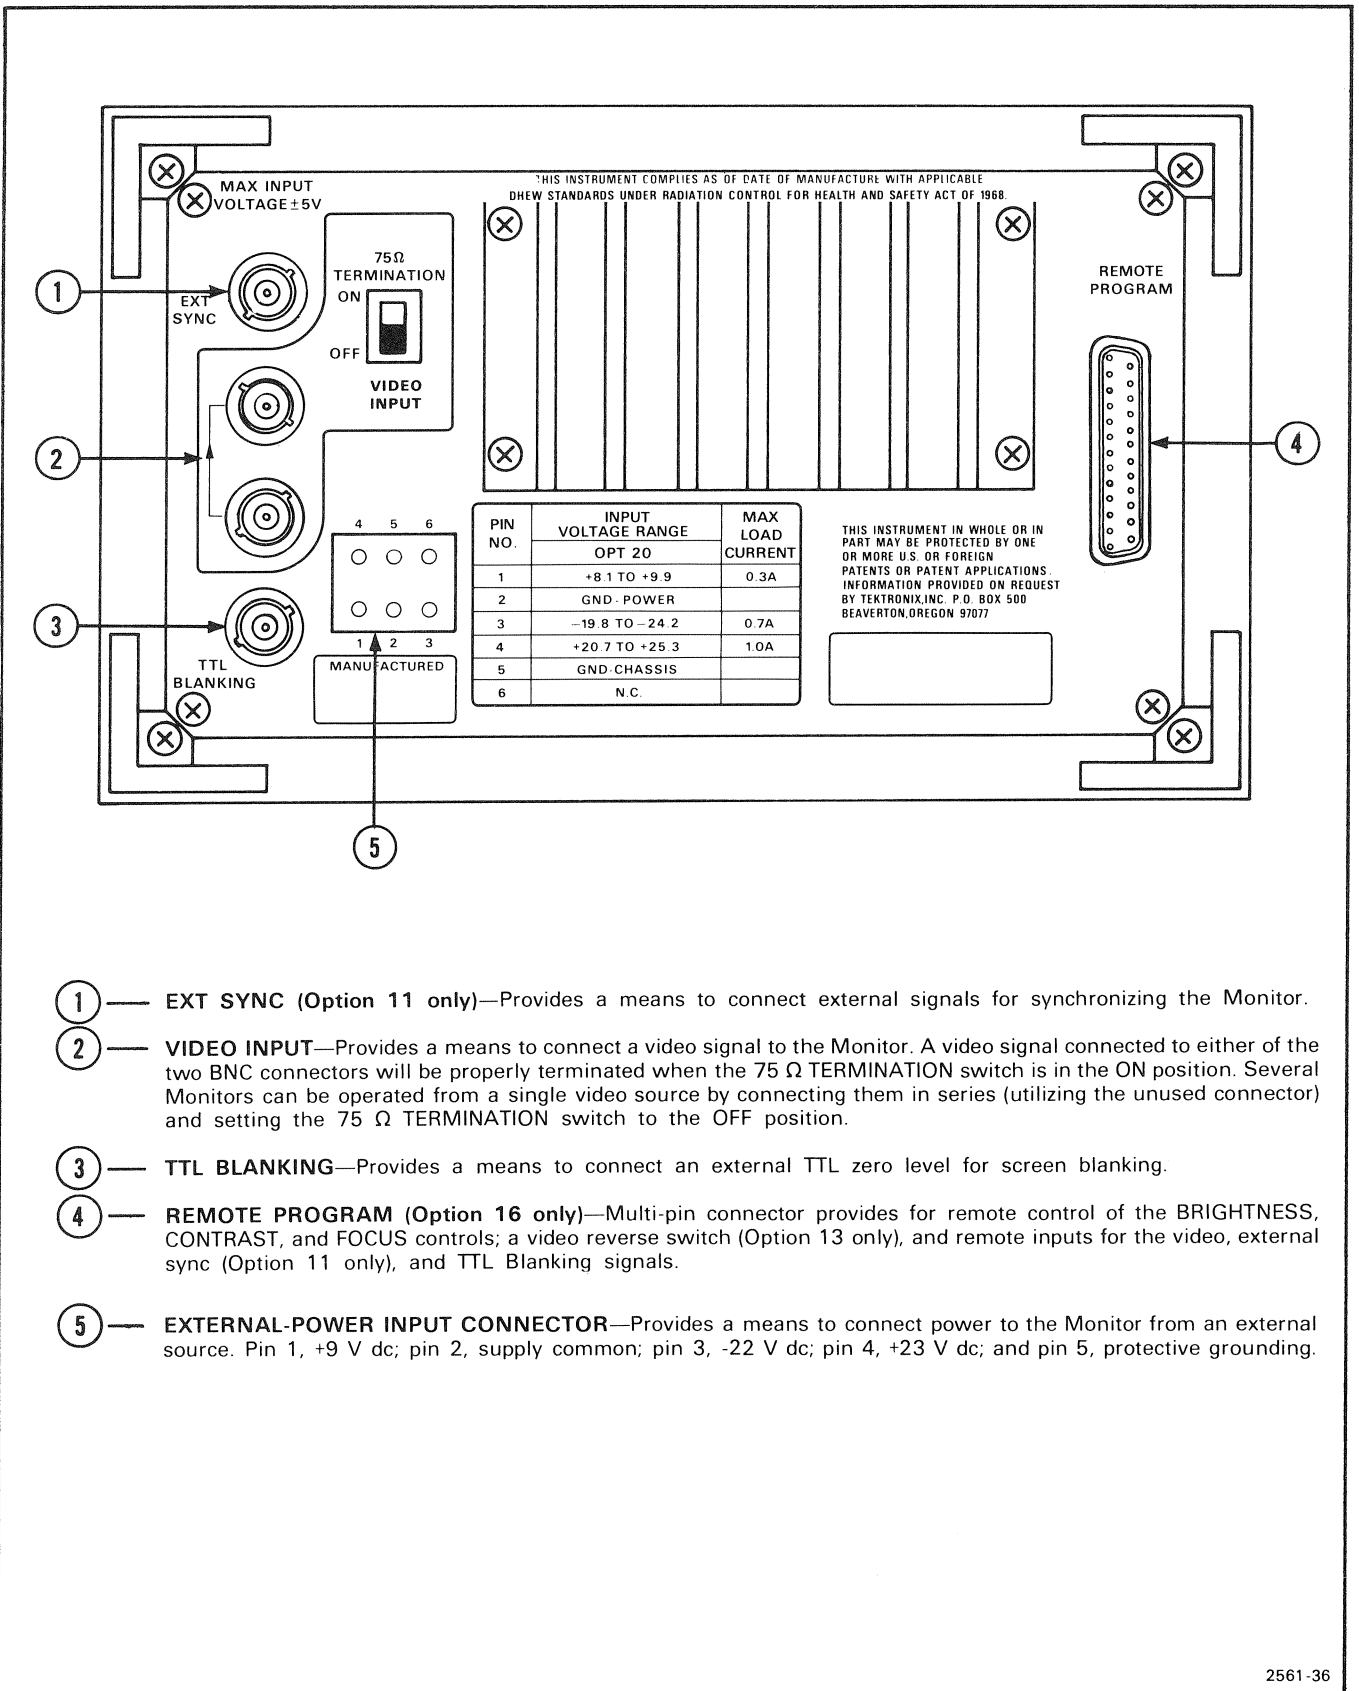 THIS INSTRUMENT COMPLIES AS OF DATE OF MANUFACTURE WITH APPLICABLE
DHEW STANDARDS UNDER RADIATION CONTROL FOR HEALTH AND SAFETY ACT OF 1968.
MAX INPUT
VOLTAGE±5V
75Ω
TERMINATION
ON
OFF
VIDEO
INPUT
1
EXT
SYNC
2
3
TTL
BLANKING
REMOTE
PROGRAM
4
4 5 6
1 2 3
MANUFACTURED
5
PIN NO. INPUT VOLTAGE RANGE MAX LOAD CURRENT
OPT 20
1 +8.1 TO +9.9 0.3A
2 GND-POWER
3 −19.8 TO −24.2 0.7A
4 +20.7 TO +25.3 1.0A
5 GND-CHASSIS
6 N.C.
THIS INSTRUMENT IN WHOLE OR IN
PART MAY BE PROTECTED BY ONE
OR MORE U.S. OR FOREIGN
PATENTS OR PATENT APPLICATIONS.
INFORMATION PROVIDED ON REQUEST
BY TEKTRONIX,INC. P.O. BOX 500
BEAVERTON,OREGON 97077
1 — EXT SYNC (Option 11 only)—Provides a means to connect external signals for synchronizing the Monitor.
2 — VIDEO INPUT—Provides a means to connect a video signal to the Monitor. A video signal connected to either of the
two BNC connectors will be properly terminated when the 75 Ω TERMINATION switch is in the ON position. Several
Monitors can be operated from a single video source by connecting them in series (utilizing the unused connector)
and setting the 75 Ω TERMINATION switch to the OFF position.
3 — TTL BLANKING—Provides a means to connect an external TTL zero level for screen blanking.
4 — REMOTE PROGRAM (Option 16 only)—Multi-pin connector provides for remote control of the BRIGHTNESS,
CONTRAST, and FOCUS controls; a video reverse switch (Option 13 only), and remote inputs for the video, external
sync (Option 11 only), and TTL Blanking signals.
5 — EXTERNAL-POWER INPUT CONNECTOR—Provides a means to connect power to the Monitor from an external
source. Pin 1, +9 V dc; pin 2, supply common; pin 3, -22 V dc; pin 4, +23 V dc; and pin 5, protective grounding.
2561-36